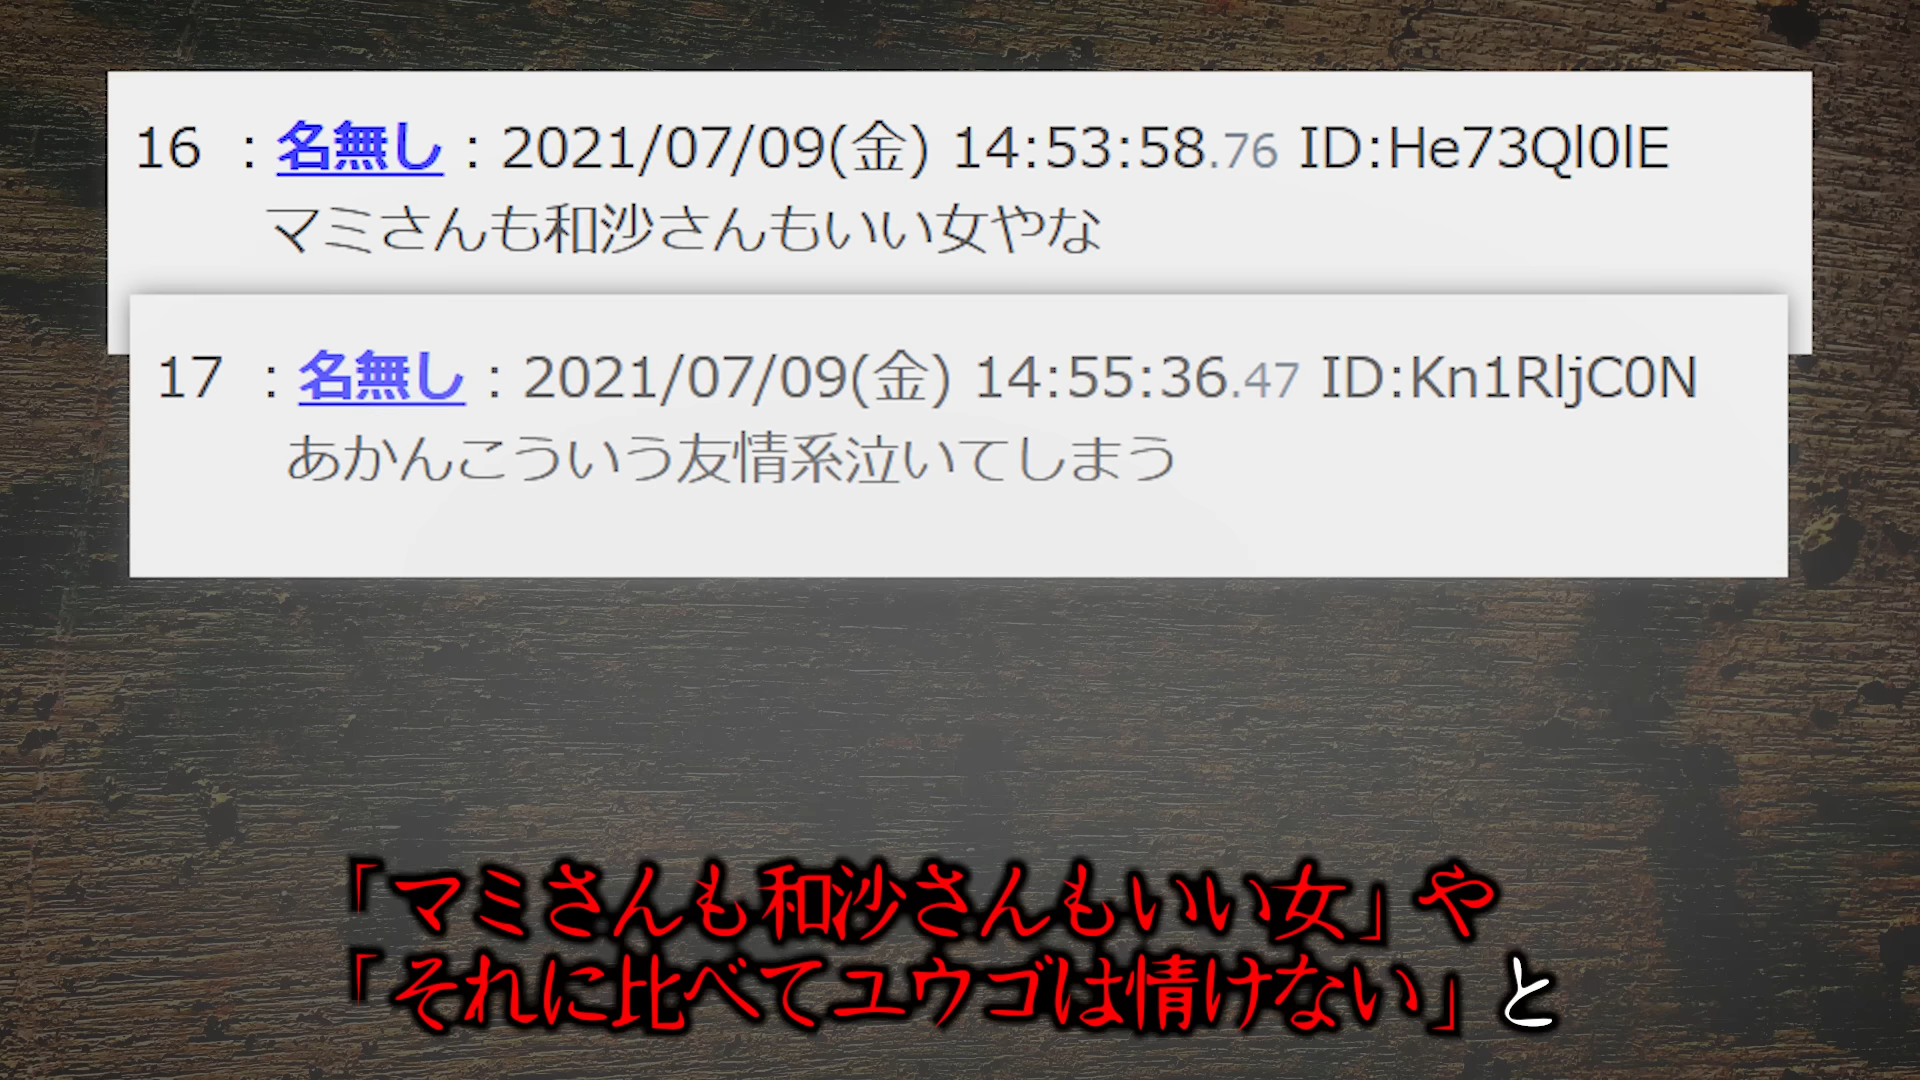 16 ：名無し：2021/07/09(金) 14:53:58.76 ID:He73Ql0lE
マミさんも和沙さんもいい女やな
17 ：名無し：2021/07/09(金) 14:55:36.47 ID:Kn1RljC0N
あかんこういう友情系泣いてしまう
「マミさんも和沙さんもいい女」や
「それに比べてユウゴは情けない」と